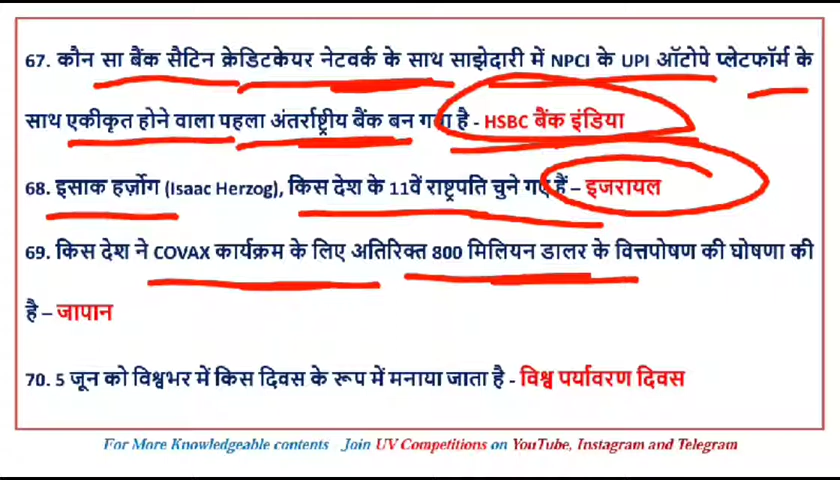 67. कौन सा बैंक सैटिन क्रेडिटकेयर नेटवर्क के साथ साझेदारी में NPCI के UPI ऑटोपे प्लेटफॉर्म के
साथ एकीकृत होने वाला पहला अंतर्राष्ट्रीय बैंक बन गया है - HSBC बैंक इंडिया
68. इसाक हर्ज़ोग (Isaac Herzog), किस देश के 11वें राष्ट्रपति चुने गए हैं – इजरायल
69. किस देश ने COVAX कार्यक्रम के लिए अतिरिक्त 800 मिलियन डालर के वित्तपोषण की घोषणा की
है – जापान
70. 5 जून को विश्वभर में किस दिवस के रूप में मनाया जाता है - विश्व पर्यावरण दिवस
For More Knowledgeable contents Join UV Competitions on YouTube, Instagram and Telegram